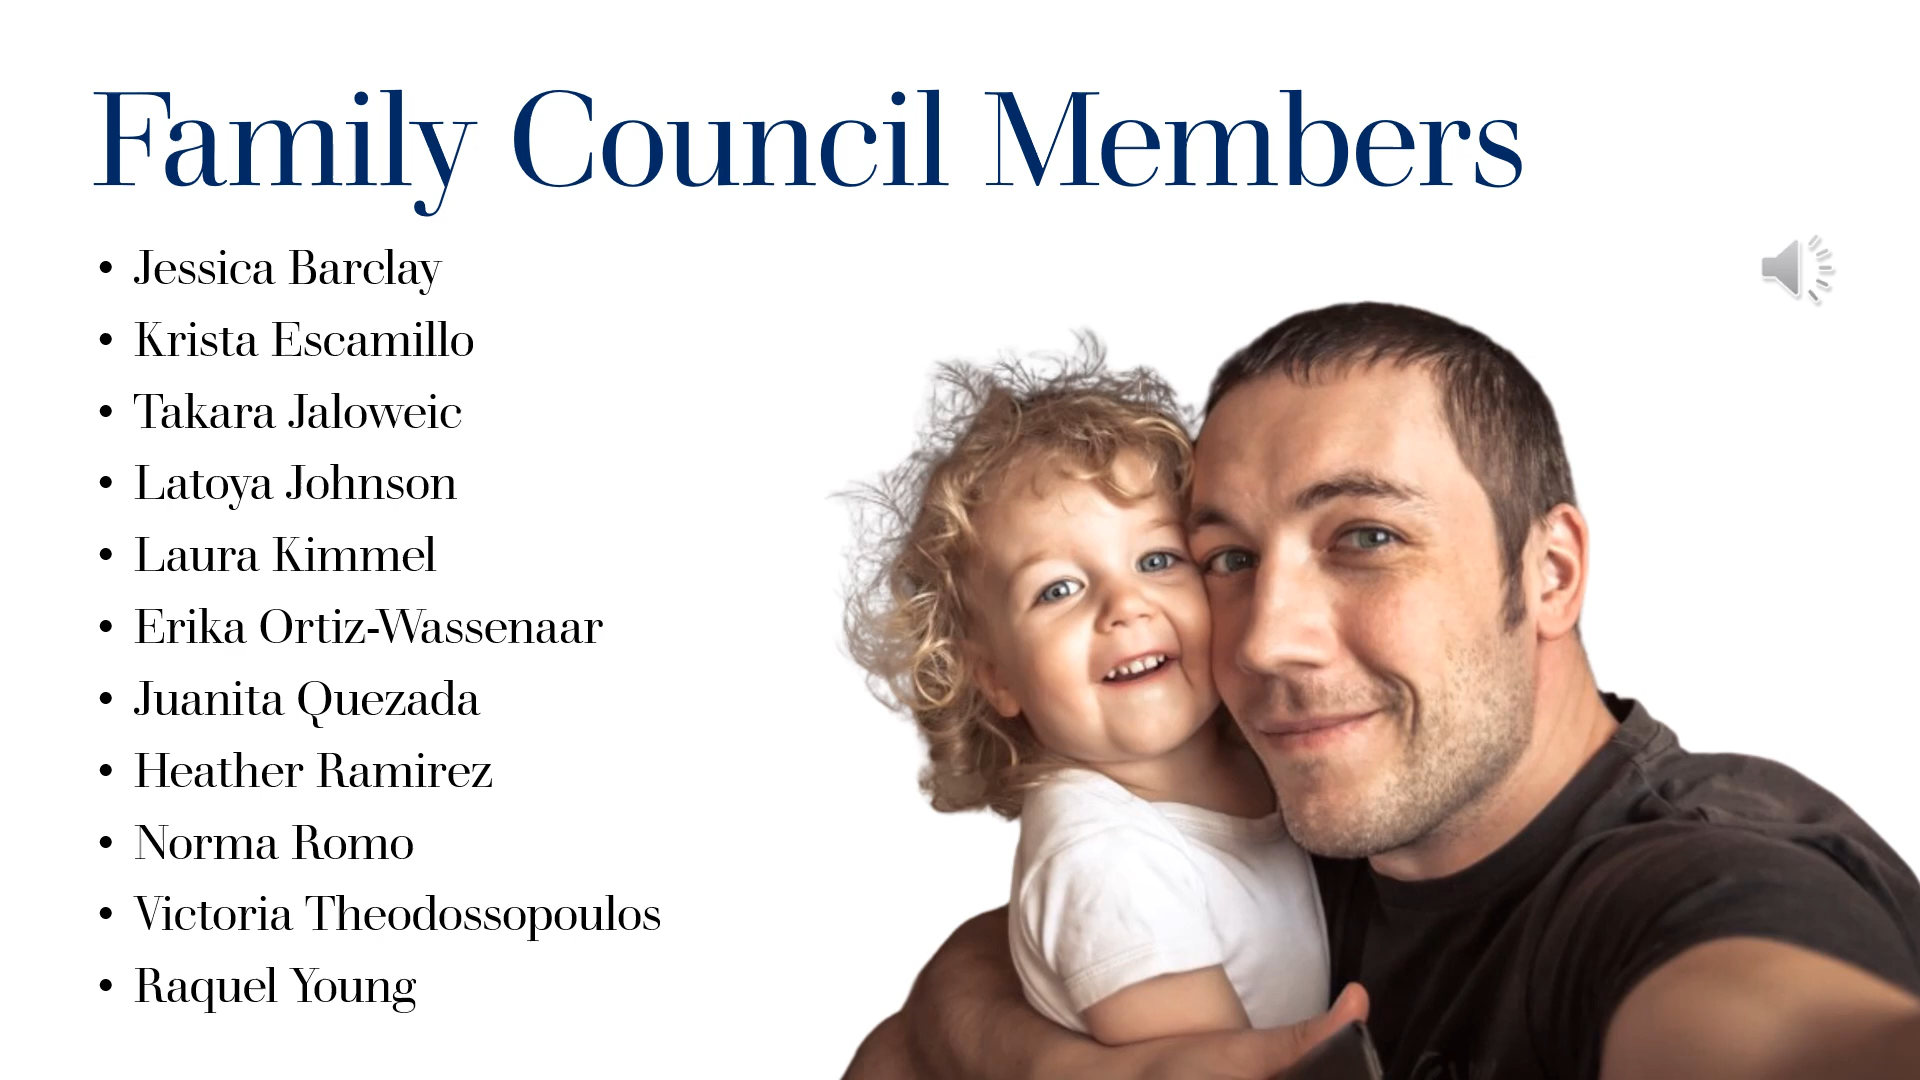 Family Council Members
• Jessica Barclay
• Krista Escamillo
• Takara Jaloweic
• Latoya Johnson
• Laura Kimmel
• Erika Ortiz-Wassenaar
• Juanita Quezada
• Heather Ramirez
• Norma Romo
• Victoria Theodossopoulos
• Raquel Young